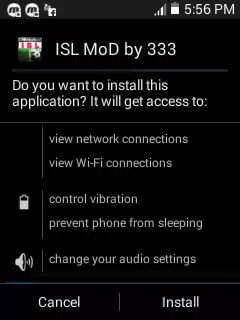 5:56 PM
ISL
ISL MoD by 333
Do you want to install this
application? It will get access to:
view network connections
view Wi-Fi connections
control vibration
prevent phone from sleeping
change your audio settings
Cancel
Install